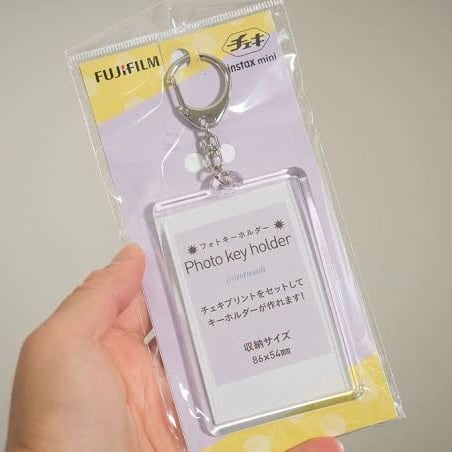 FUJIFILM
チェキ
instax mini
フォトキーホルダー
Photo key holder
チェキプリントをセットして
キーホルダーが作れます!
収納サイズ
86×54mm